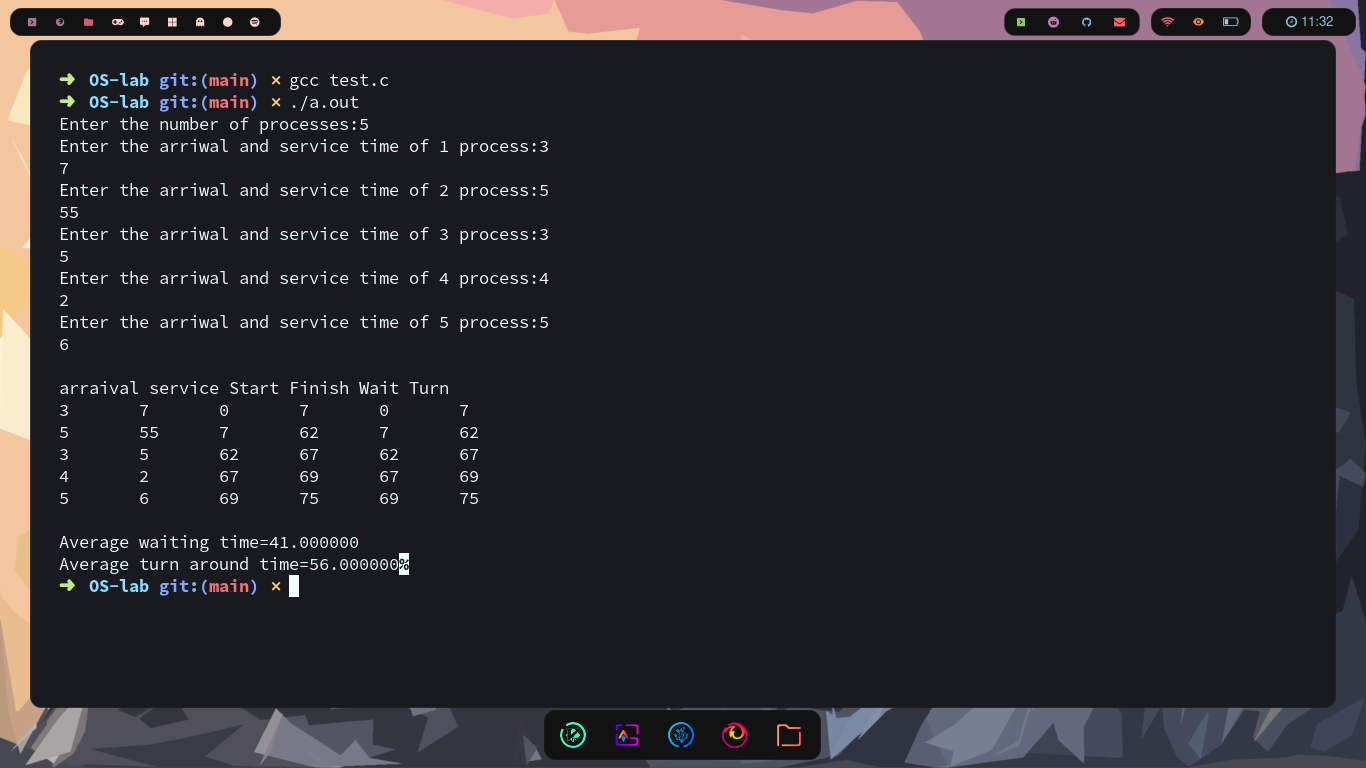 11:32
➜ OS-lab git:(main) × gcc test.c
➜ OS-lab git:(main) × ./a.out
Enter the number of processes:5
Enter the arriwal and service time of 1 process:3
7
Enter the arriwal and service time of 2 process:5
55
Enter the arriwal and service time of 3 process:3
5
Enter the arriwal and service time of 4 process:4
2
Enter the arriwal and service time of 5 process:5
6
arraival service Start Finish Wait Turn
3 7 0 7 0 7
5 55 7 62 7 62
3 5 62 67 62 67
4 2 67 69 67 69
5 6 69 75 69 75
Average waiting time=41.000000
Average turn around time=56.000000%
➜ OS-lab git:(main) ×